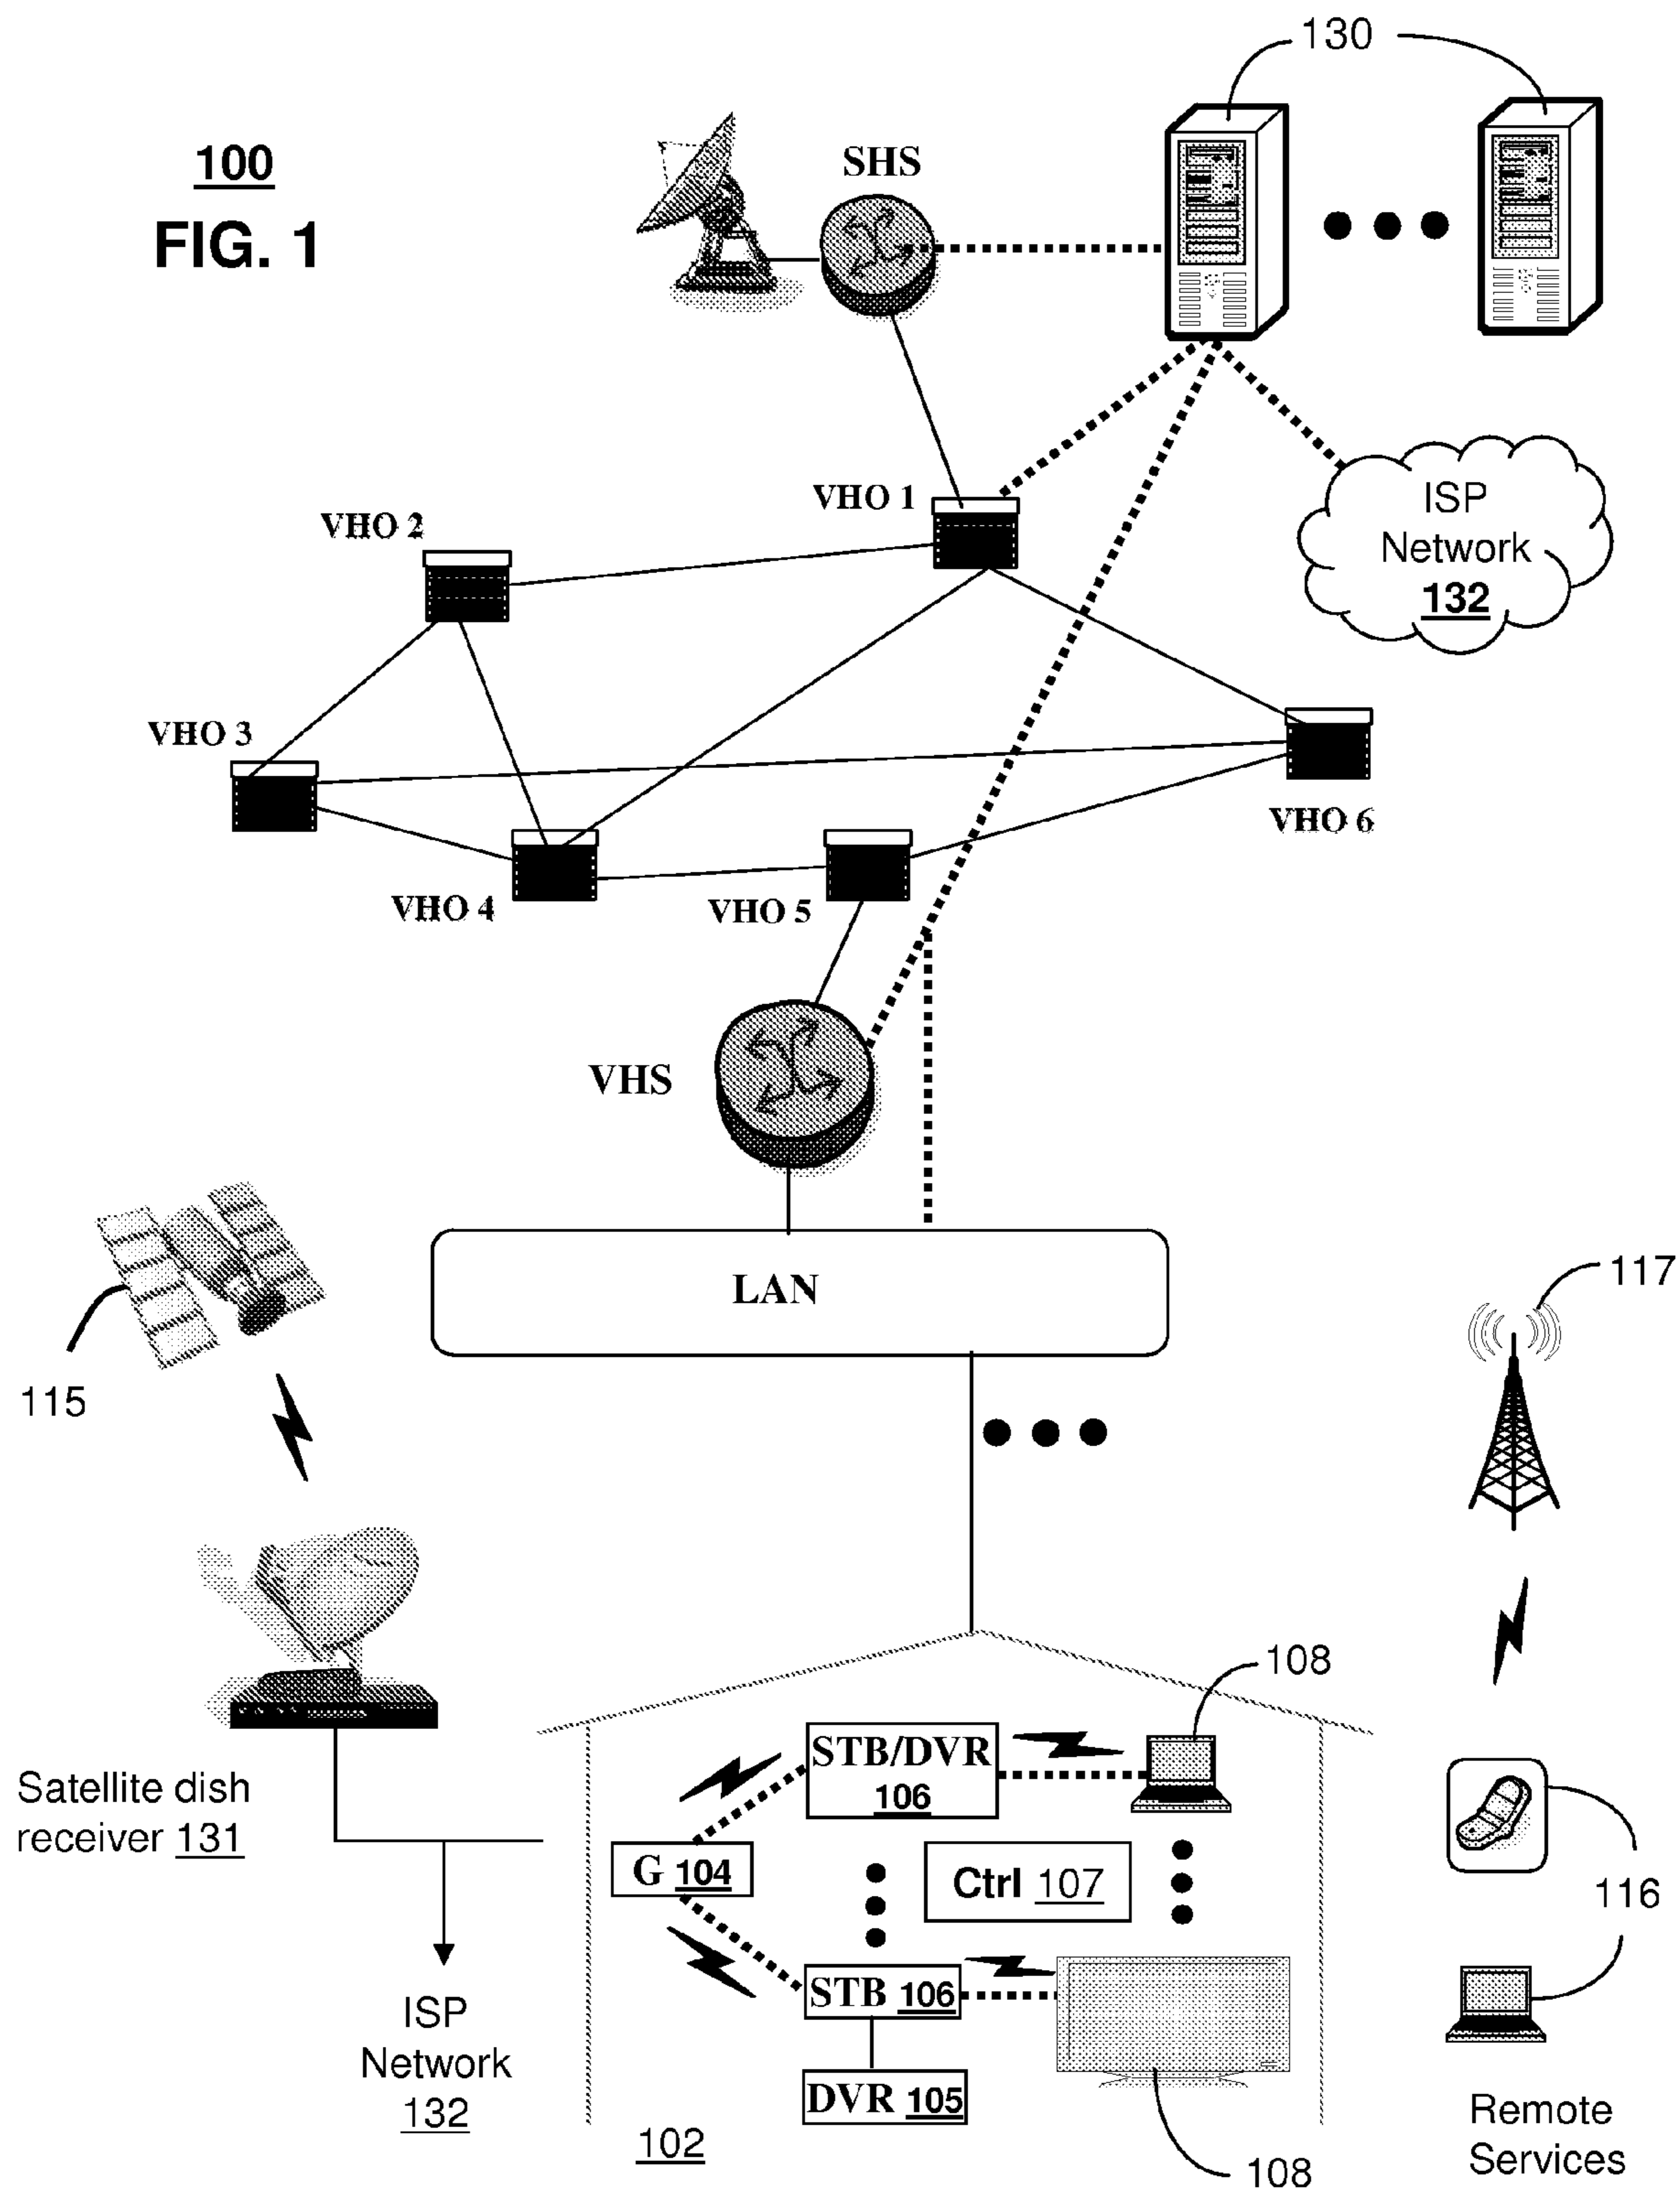 130
100
FIG. 1
SHS
VHO 1
ISP
Network
132
VHO 2
VHO 3
VHO 6
VHO 4
VHO 5
VHS
LAN
117
115
108
STB/DVR
106
Satellite dish
receiver 131
G 104
Ctrl 107
116
STB 106
ISP
Network
132
DVR 105
102
108
Remote
Services